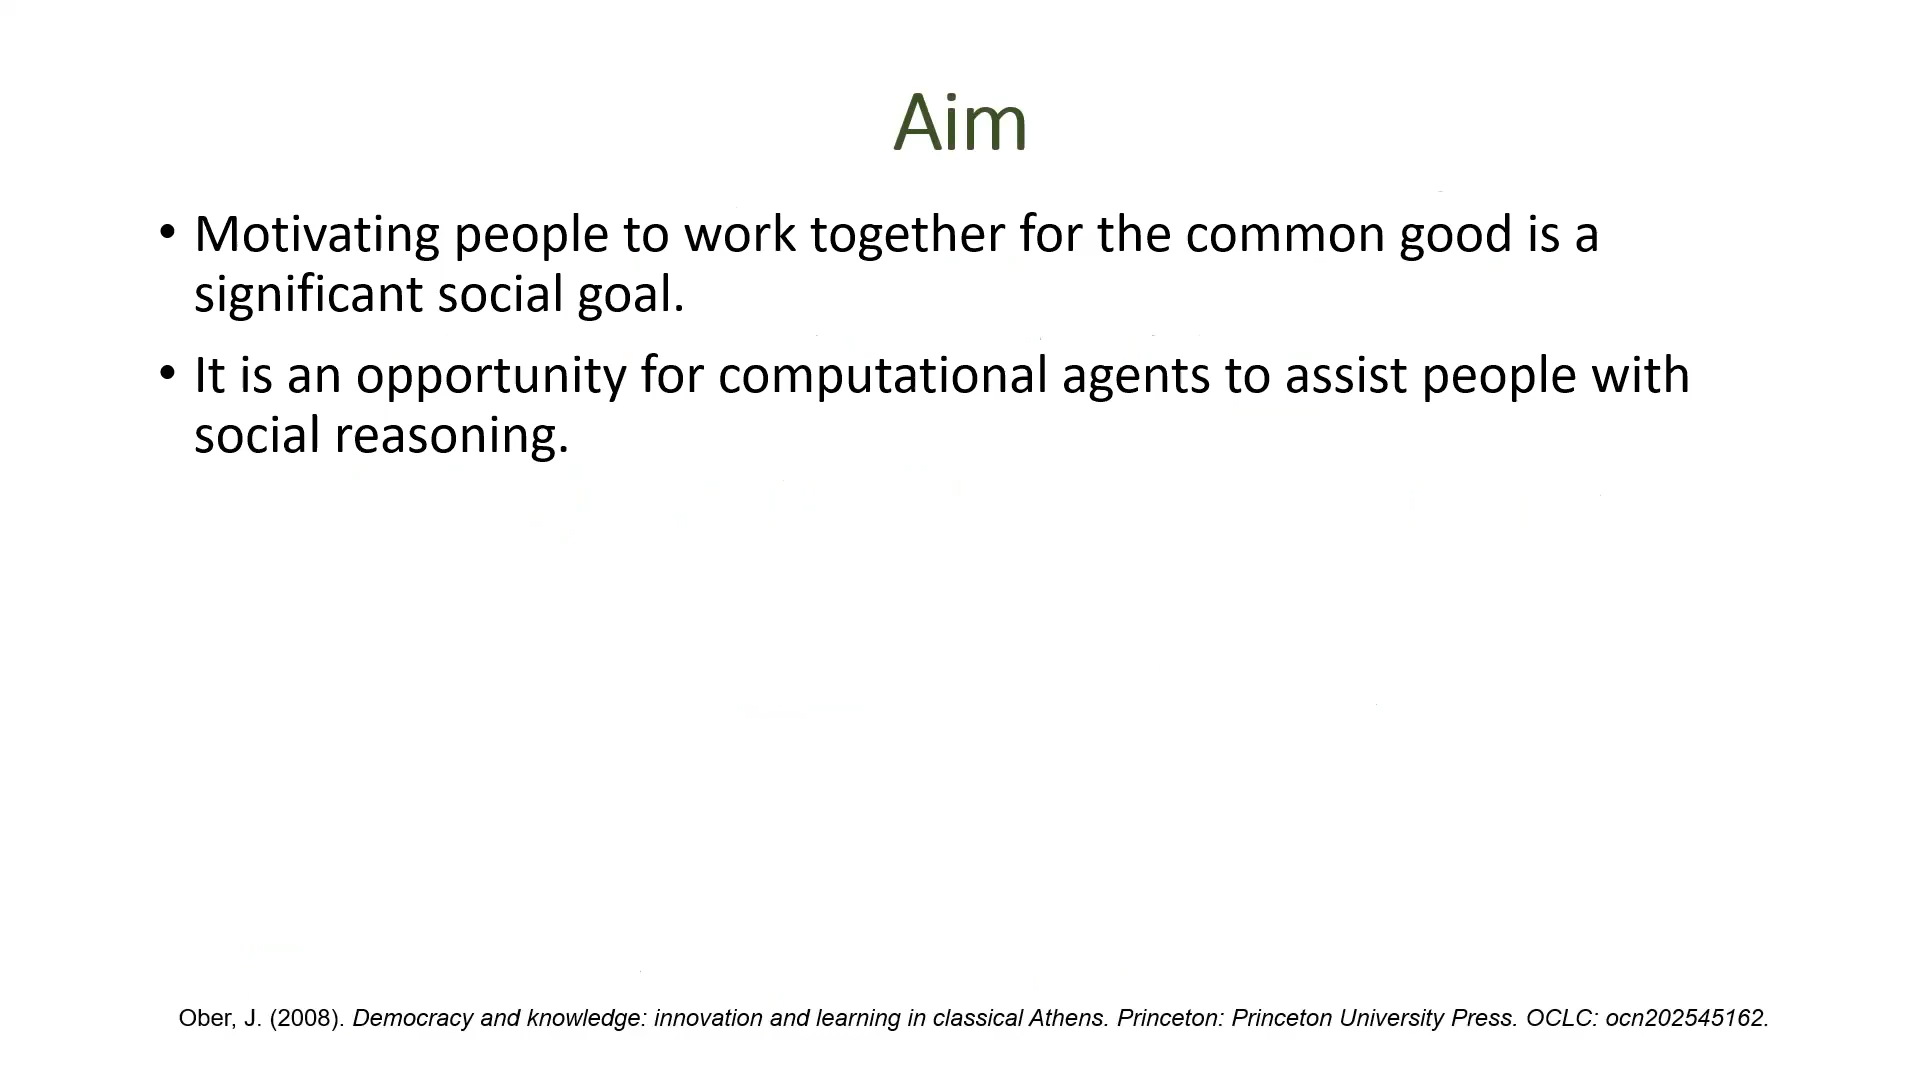 Aim
• Motivating people to work together for the common good is a
significant social goal.
• It is an opportunity for computational agents to assist people with
social reasoning.
Ober, J. (2008). Democracy and knowledge: innovation and learning in classical Athens. Princeton: Princeton University Press. OCLC: ocn202545162.